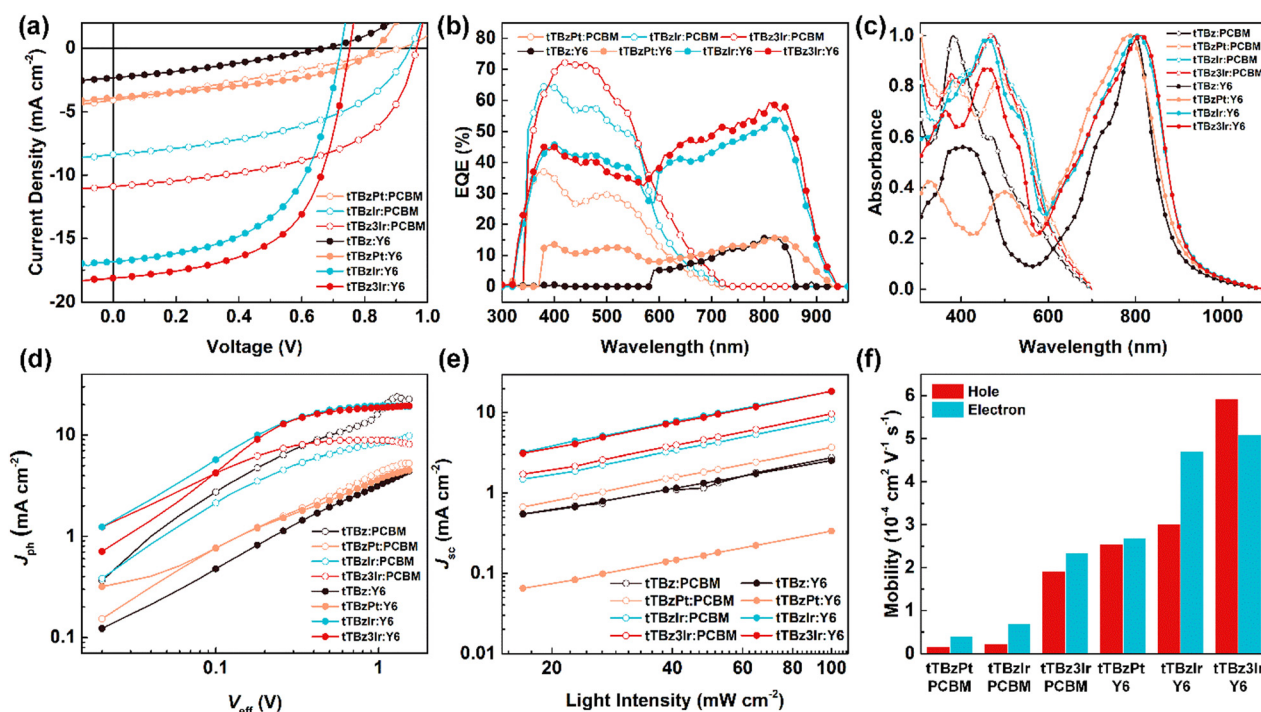 (a)
Current Density (mA cm-2)
0
-5
-10
-15
-20
0.0 0.2 0.4 0.6 0.8 1.0
Voltage (V)
tTBzPt:PCBM
tTBzIr:PCBM
tTBz3Ir:PCBM
tTBz:Y6
tTBzPt:Y6
tTBzIr:Y6
tTBz3Ir:Y6
(b)
tTBzPt:PCBM tTBzIr:PCBM tTBz3Ir:PCBM
tTBz:Y6 tTBzPt:Y6 tTBzIr:Y6 tTBz3Ir:Y6
EQE (%)
80
70
60
50
40
30
20
10
0
300 400 500 600 700 800 900
Wavelength (nm)
(c)
Absorbance
1.0
0.8
0.6
0.4
0.2
0.0
400 600 800 1000
Wavelength (nm)
tTBz:PCBM
tTBzPt:PCBM
tTBzIr:PCBM
tTBz3Ir:PCBM
tTBz:Y6
tTBzPt:Y6
tTBzIr:Y6
tTBz3Ir:Y6
(d)
Jph (mA cm-2)
10
1
0.1
0.1 1
Veff (V)
tTBz:PCBM
tTBzPt:PCBM
tTBzIr:PCBM
tTBz3Ir:PCBM
tTBz:Y6
tTBzPt:Y6
tTBzIr:Y6
tTBz3Ir:Y6
(e)
Jsc (mA cm-2)
10
1
0.1
0.01
20 40 60 80 100
Light Intensity (mW cm-2)
tTBz:PCBM tTBz:Y6
tTBzPt:PCBM tTBzPt:Y6
tTBzIr:PCBM tTBzIr:Y6
tTBz3Ir:PCBM tTBz3Ir:Y6
(f)
Hole
Electron
Mobility (10-4 cm2 V-1 s-1)
6
5
4
3
2
1
0
tTBzPt tTBzIr tTBz3Ir tTBzPt tTBzIr tTBz3Ir
PCBM PCBM PCBM Y6 Y6 Y6